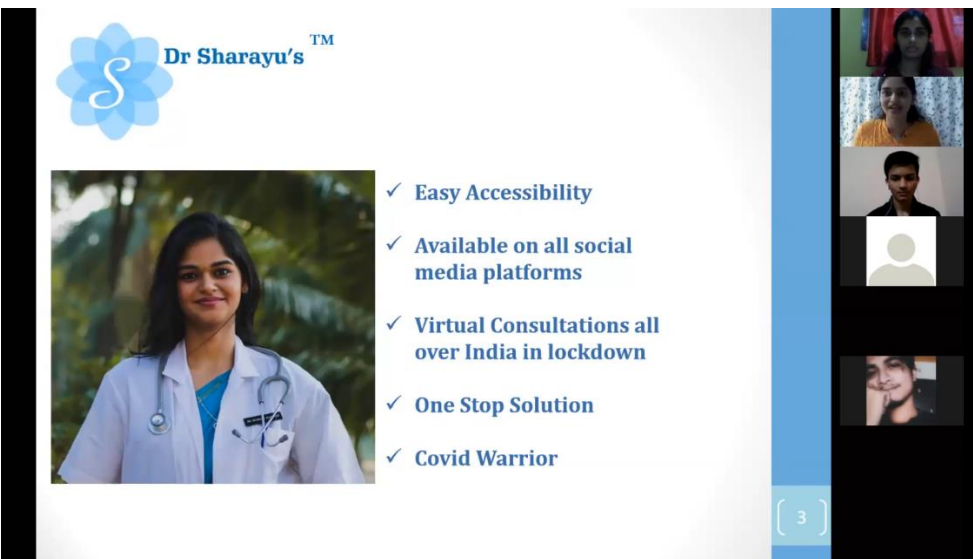 Dr Sharayu's TM
S
✓ Easy Accessibility
✓ Available on all social
media platforms
✓ Virtual Consultations all
over India in lockdown
✓ One Stop Solution
✓ Covid Warrior
3